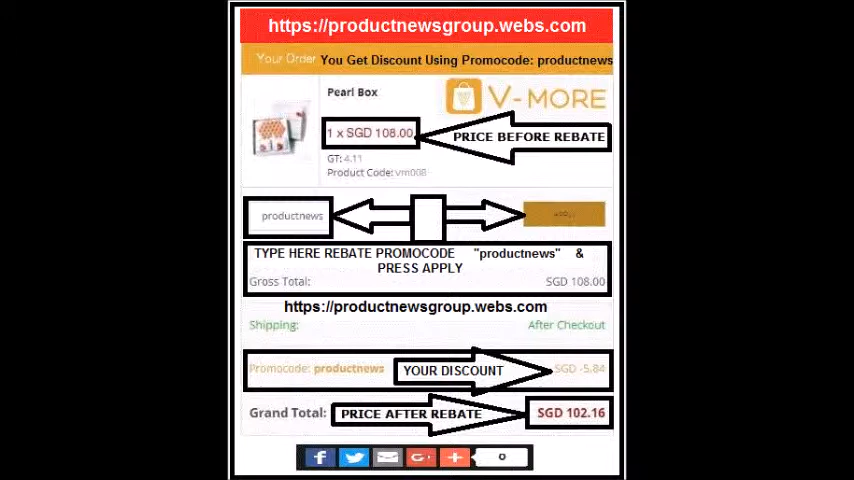 https://productnewsgroup.webs.com
Your Order You Get Discount Using Promocode: productnews
Pearl Box
V-MORE
1 x SGD 108.00
PRICE BEFORE REBATE
GT: 4.11
Product Code: vm008
productnews
TYPE HERE REBATE PROMOCODE "productnews" &
PRESS APPLY
Gross Total: SGD 108.00
https://productnewsgroup.webs.com
Shipping: After Checkout
Promocode: productnews YOUR DISCOUNT SGD -5.84
Grand Total: PRICE AFTER REBATE SGD 102.16
f G+ + 0